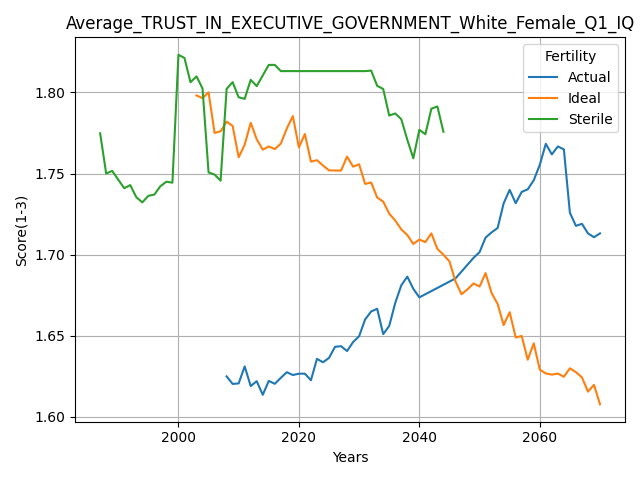 Average_TRUST_IN_EXECUTIVE_GOVERNMENT_White_Female_Q1_IQ
Fertility
Actual
Ideal
Sterile
Score(1-3)
1.80
1.75
1.70
1.65
1.60
2000
2020
2040
2060
Years